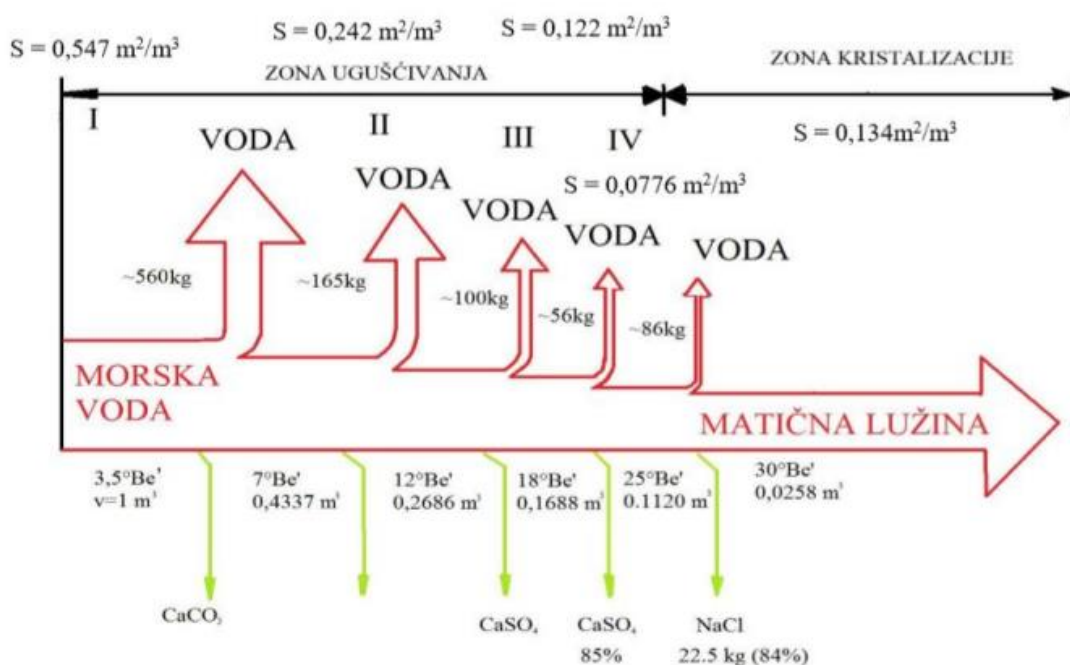 S = 0,547 m²/m³
S = 0,242 m²/m³
S = 0,122 m²/m³
ZONA UGUŠĆIVANJA
ZONA KRISTALIZACIJE
I
II
III
IV
S = 0,134m²/m³
VODA
VODA
S = 0,0776 m²/m³
VODA
VODA
VODA
~560kg
~165kg
~100kg
~56kg
~86kg
MORSKA
VODA
MATIČNA LUŽINA
3,5°Be'
v=1 m³
7°Be'
0,4337 m³
12°Be'
0,2686 m³
18°Be'
0,1688 m³
25°Be'
0.1120 m³
30°Be'
0,0258 m³
CaCO₃
CaSO₄
CaSO₄
85%
NaCl
22.5 kg (84%)